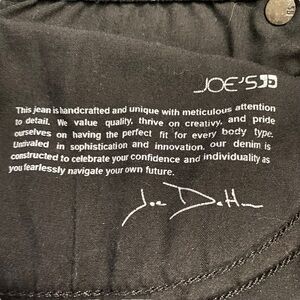 JOE'S
This jean is handcrafted and unique with meticulous attention
to detail. We value quality, thrive on creativy, and pride
ourselves on having the perfect fit for every body type.
Unrivaled in sophistication and innovation, our denim is
constructed to celebrate your confidence and individuality as
you fearlessly navigate your own future.
Joe